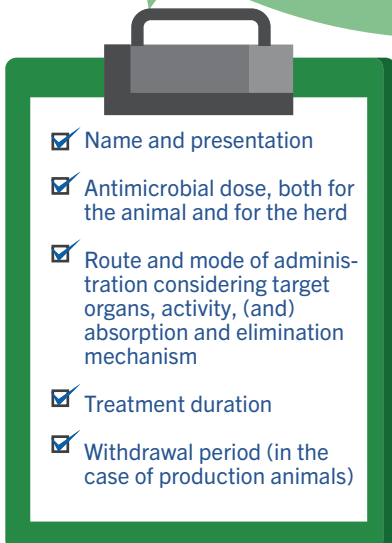 Name and presentation
Antimicrobial dose, both for
the animal and for the herd
Route and mode of adminis-
tration considering target
organs, activity, (and)
absorption and elimination
mechanism
Treatment duration
Withdrawal period (in the
case of production animals)